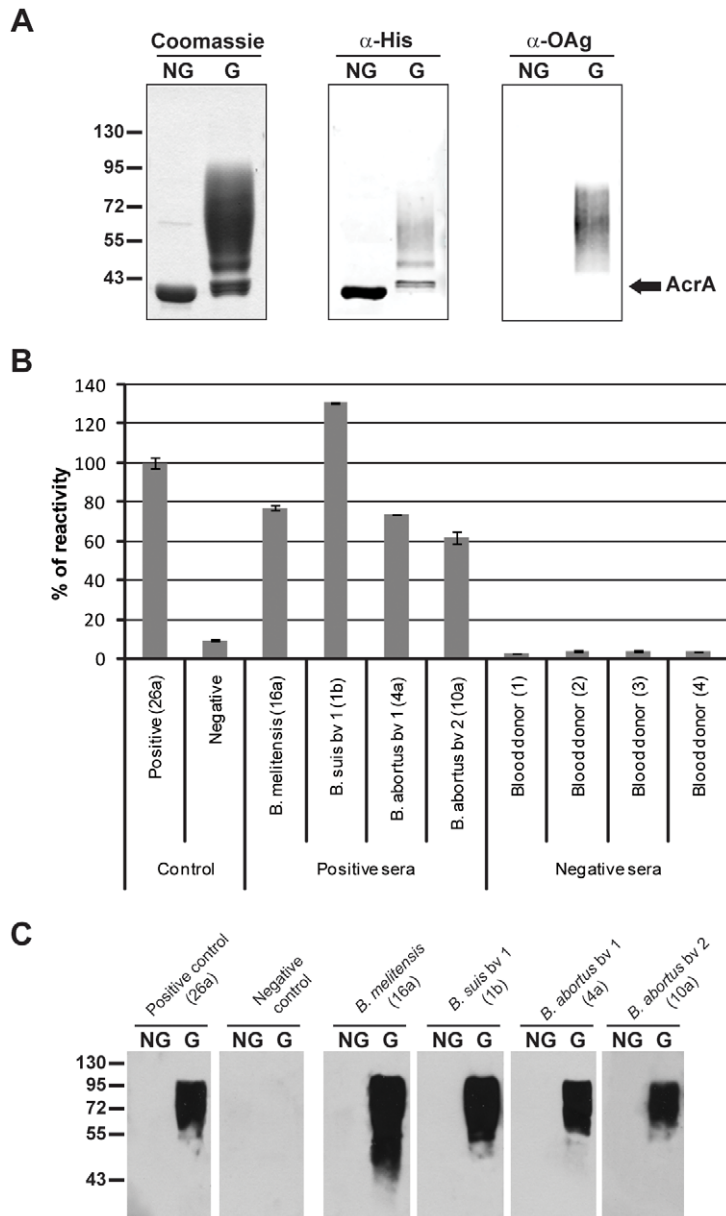 A
Coomassie α-His α-OAg
NG G NG G NG G
130
95
72
55
43
AcrA
B
% of reactivity
140
120
100
80
60
40
20
0
Positive (26a)
Negative
B. melitensis (16a)
B. suis bv 1 (1b)
B. abortus bv 1 (4a)
B. abortus bv 2 (10a)
Blood donor (1)
Blood donor (2)
Blood donor (3)
Blood donor (4)
Control Positive sera Negative sera
C
Positive control (26a)
Negative control
B. melitensis (16a)
B. suis bv 1 (1b)
B. abortus bv 1 (4a)
B. abortus bv 2 (10a)
NG G NG G NG G NG G NG G NG G
130
95
72
55
43